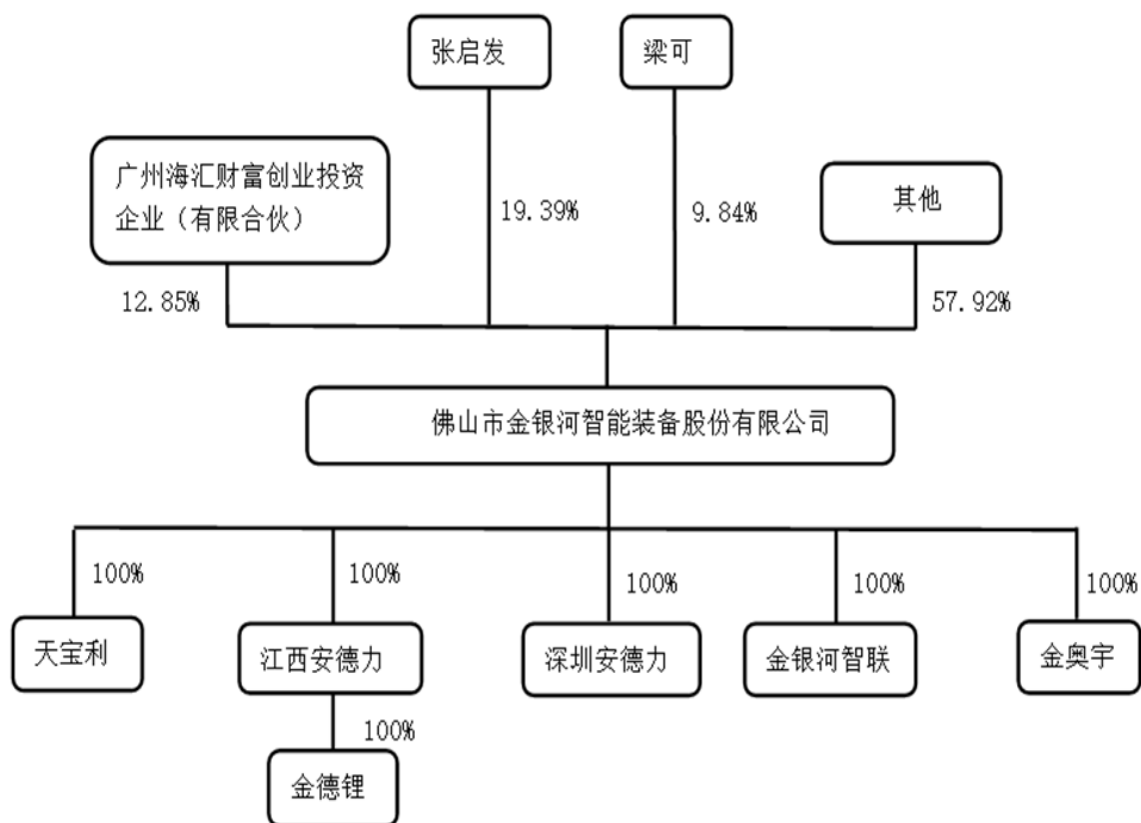 张启发
梁可
广州海汇财富创业投资
企业（有限合伙）
其他
19.39%
9.84%
12.85%
57.92%
佛山市金银河智能装备股份有限公司
100%
100%
100%
100%
100%
天宝利
江西安德力
深圳安德力
金银河智联
金奥宇
100%
金德锂